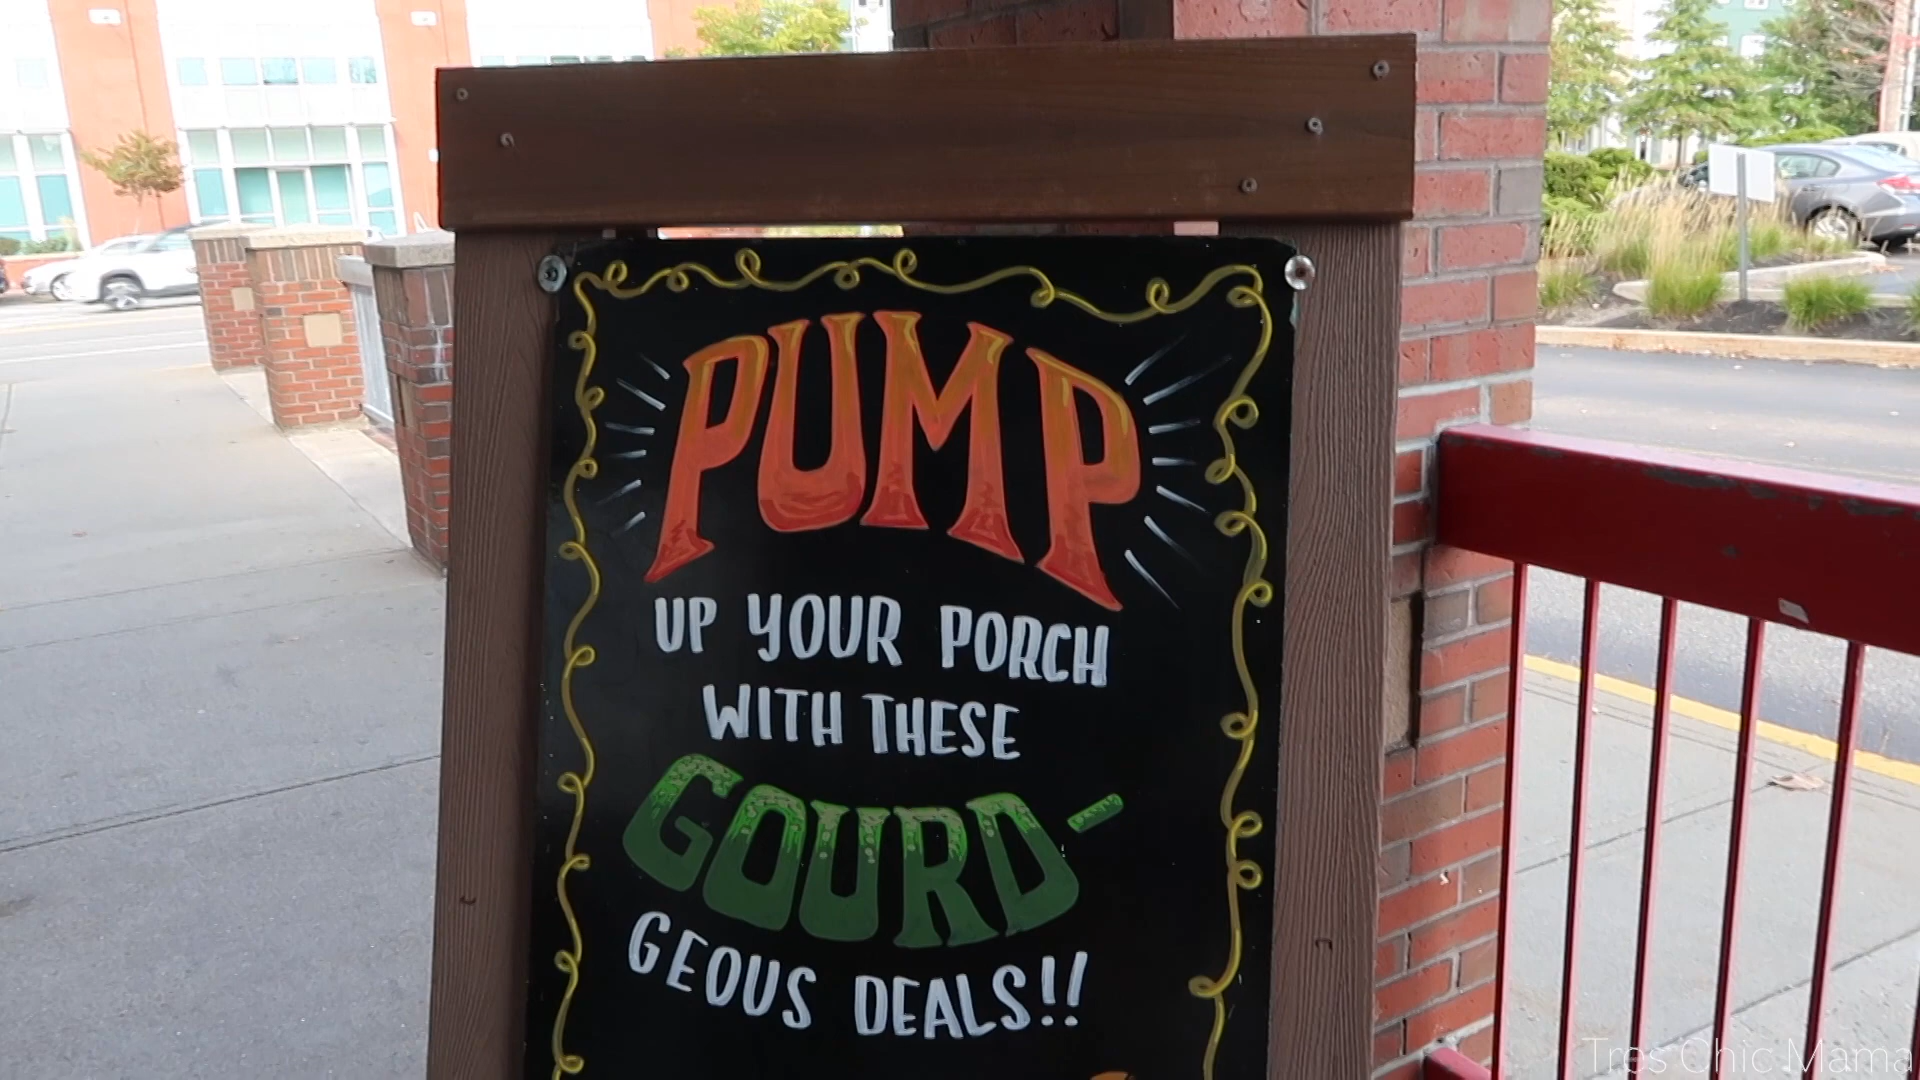 PUMP
UP YOUR PORCH
WITH THESE
GOURD-
GEOUS DEALS!!
Tres Chic Mama